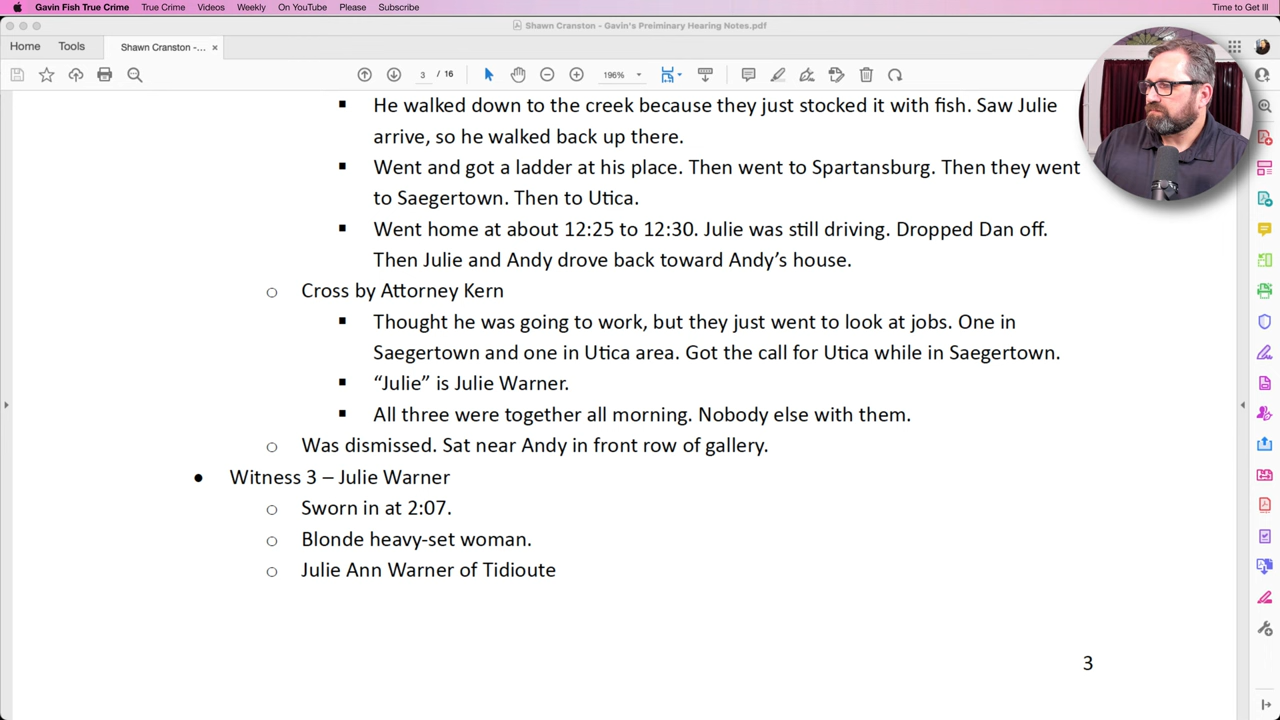 Gavin Fish True Crime True Crime Videos Weekly On YouTube Please Subscribe Time to Get Ill
Shawn Cranston - Gavin's Preiminary Hearing Notes.pdf
Home Tools Shawn Cranston -... ×
3 / 16 196%
▪ He walked down to the creek because they just stocked it with fish. Saw Julie
arrive, so he walked back up there.
▪ Went and got a ladder at his place. Then went to Spartansburg. Then they went
to Saegertown. Then to Utica.
▪ Went home at about 12:25 to 12:30. Julie was still driving. Dropped Dan off.
Then Julie and Andy drove back toward Andy’s house.
o Cross by Attorney Kern
▪ Thought he was going to work, but they just went to look at jobs. One in
Saegertown and one in Utica area. Got the call for Utica while in Saegertown.
▪ “Julie” is Julie Warner.
▪ All three were together all morning. Nobody else with them.
o Was dismissed. Sat near Andy in front row of gallery.
• Witness 3 – Julie Warner
o Sworn in at 2:07.
o Blonde heavy-set woman.
o Julie Ann Warner of Tidioute
3